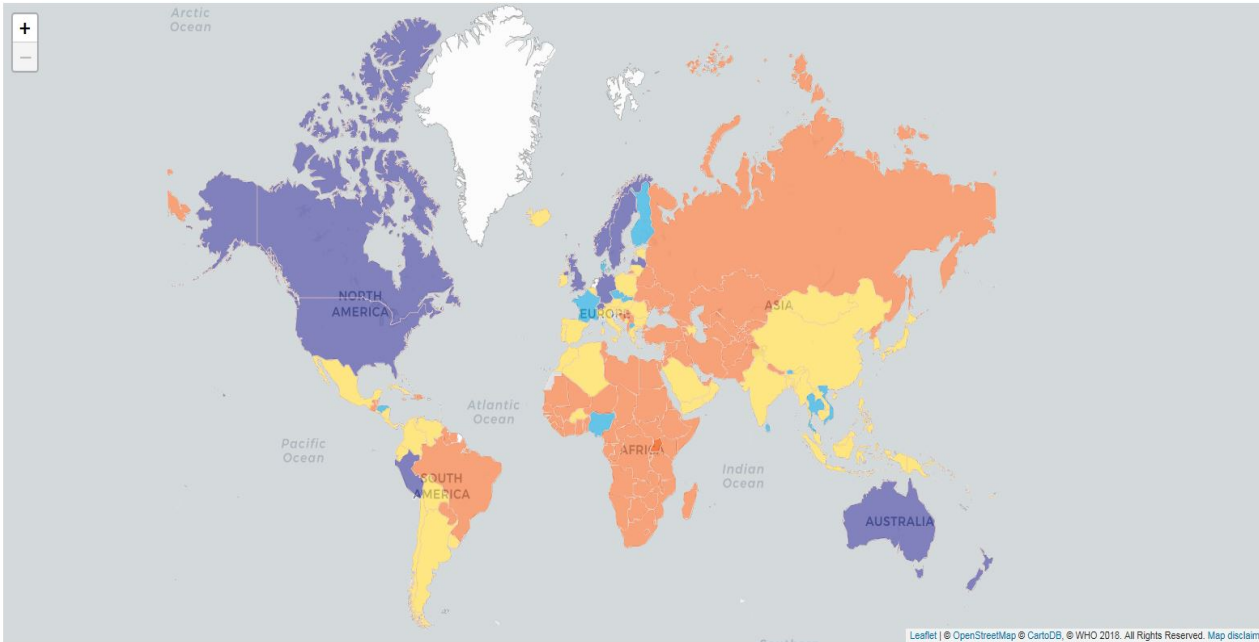 Arctic
Ocean
+
−
NORTH
AMERICA
EUROPE
ASIA
Atlantic
Ocean
Pacific
Ocean
AFRICA
Indian
Ocean
SOUTH
AMERICA
AUSTRALIA
Leaflet | © OpenStreetMap © CartoDB, © WHO 2018. All Rights Reserved. Map disclaim